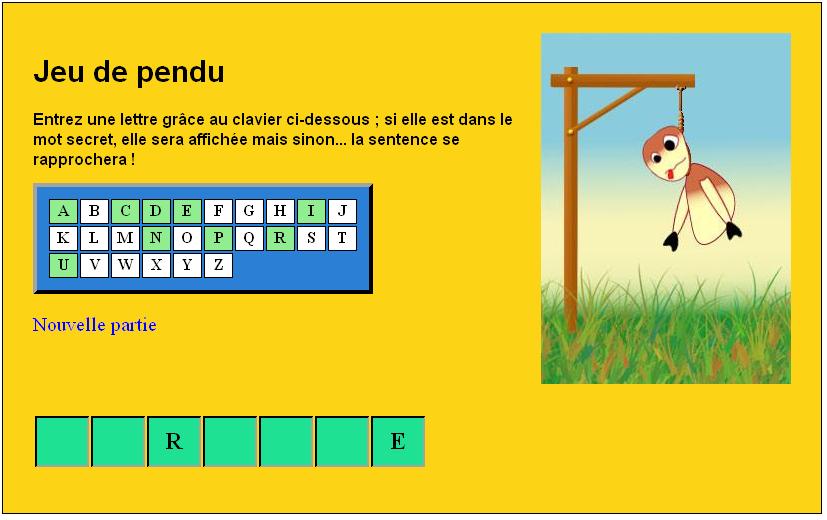 Jeu de pendu
Entrez une lettre grâce au clavier ci-dessous ; si elle est dans le
mot secret, elle sera affichée mais sinon... la sentence se
rapprochera !
A B C D E F G H I J
K L M N O P Q R S T
U V W X Y Z
Nouvelle partie
R E